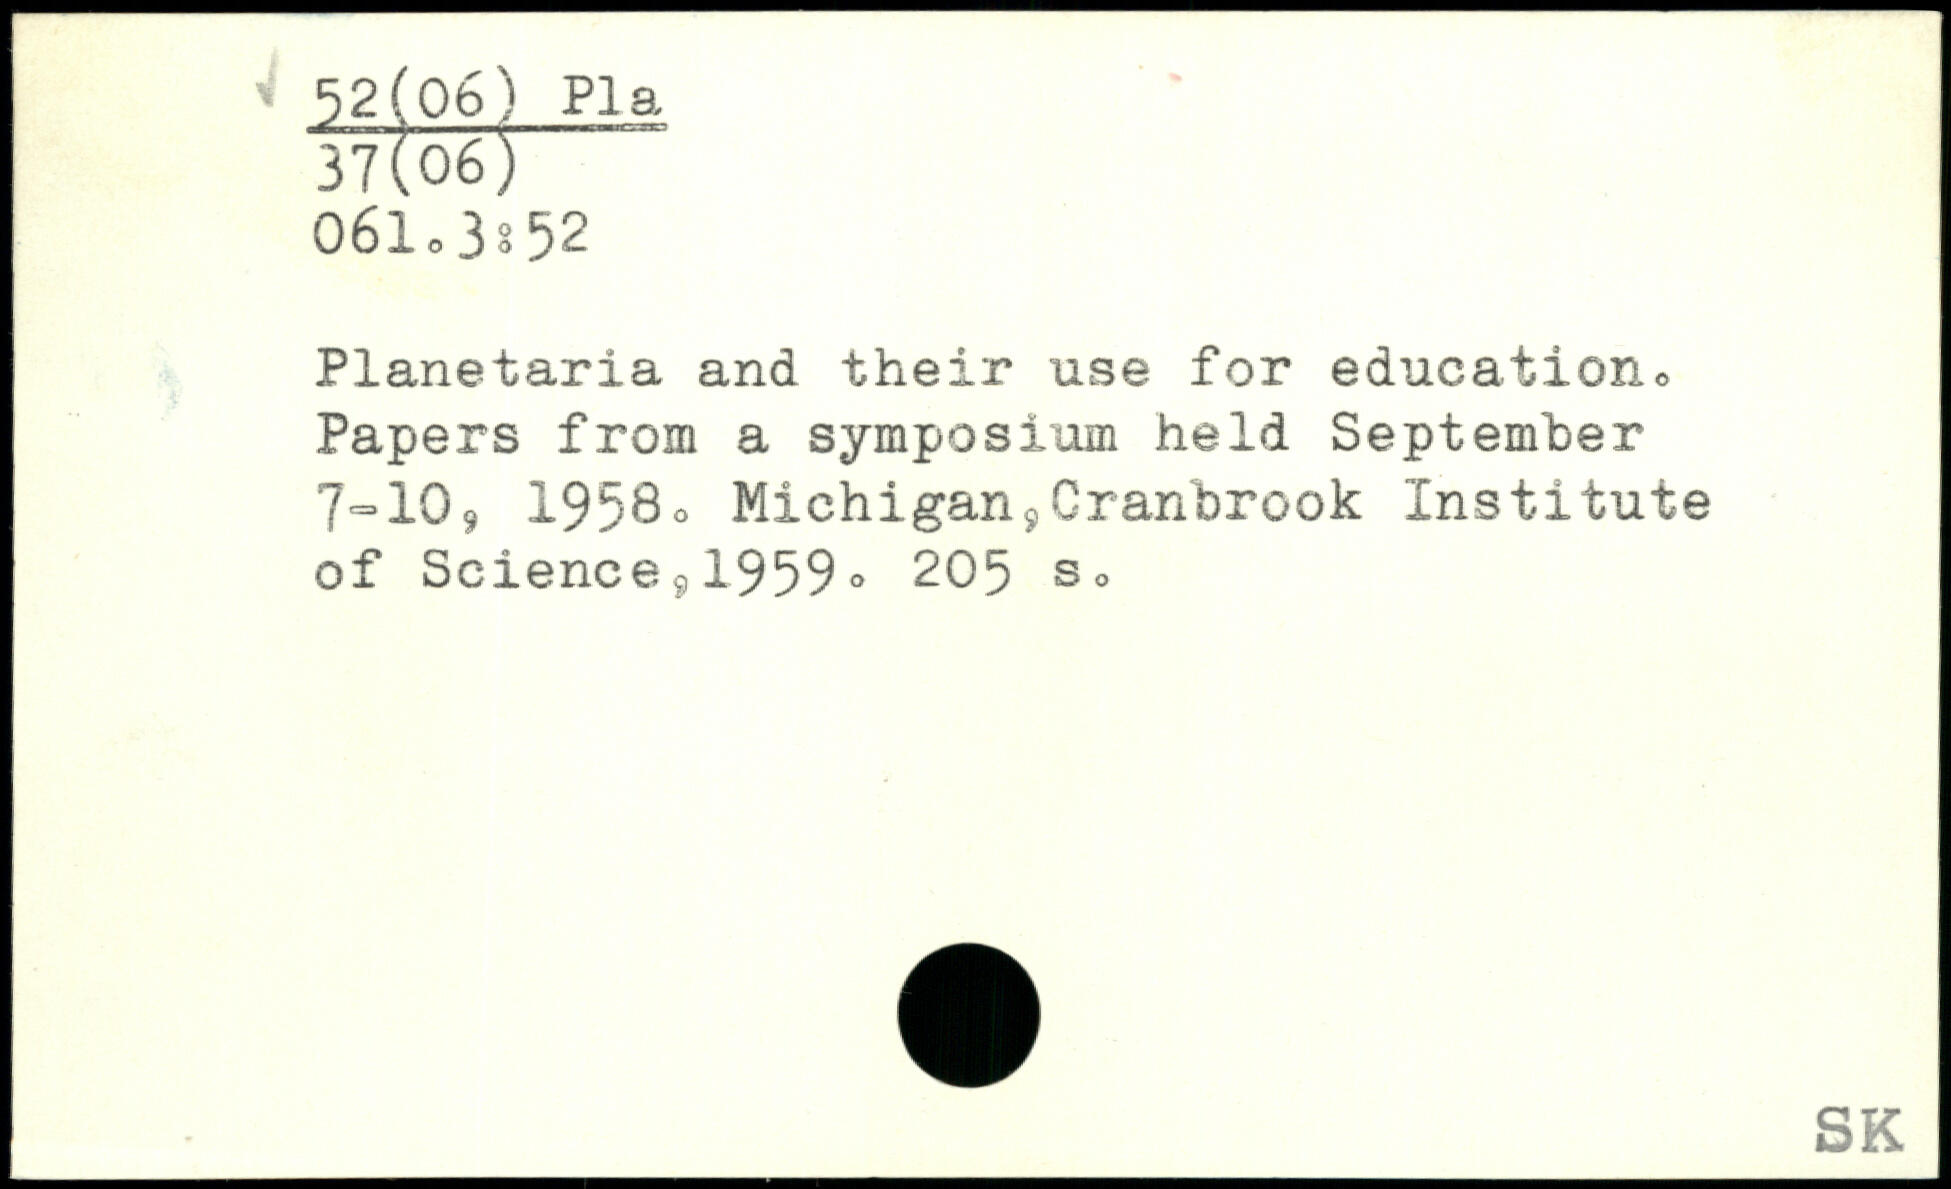 52(06) Pla
37(06)
061.3:52
Planetaria and their use for education.
Papers from a symposium held September
7-10, 1958. Michigan,Cranbrook Institute
of Science,1959. 205 s.
SK